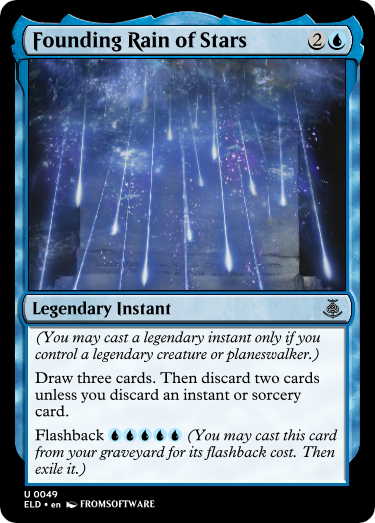 Founding Rain of Stars 2
Legendary Instant
(You may cast a legendary instant only if you
control a legendary creature or planeswalker.)
Draw three cards. Then discard two cards
unless you discard an instant or sorcery
card.
Flashback (You may cast this card
from your graveyard for its flashback cost. Then
exile it.)
U 0049
ELD • en FROMSOFTWARE